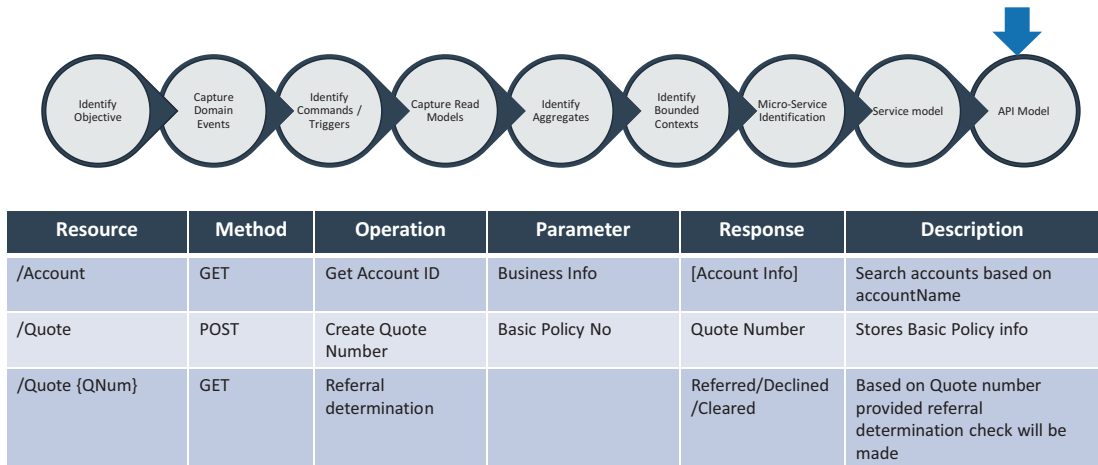 Identify
Objective
Capture
Domain
Events
Identify
Commands /
Triggers
Capture Read
Models
Identify
Aggregates
Identify
Bounded
Contexts
Micro-Service
Identification
Service model
API Model
Resource Method Operation Parameter Response Description
/Account GET Get Account ID Business Info [Account Info] Search accounts based on
accountName
/Quote POST Create Quote Basic Policy No Quote Number Stores Basic Policy info
Number
/Quote {QNum} GET Referral Referred/Declined Based on Quote number
determination /Cleared provided referral
determination check will be
made